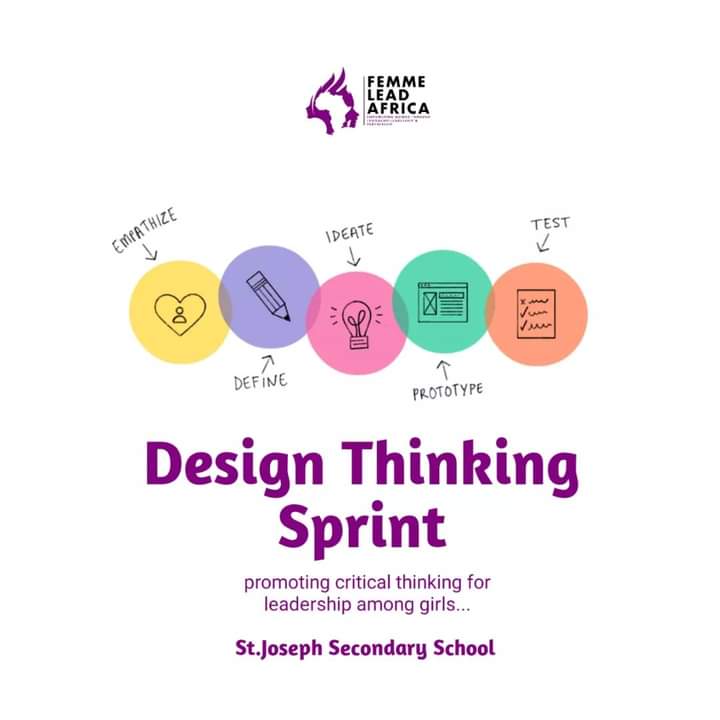 FEMME
LEAD
AFRICA
EMPATHIZE
DEFINE
IDEATE
PROTOTYPE
TEST
Design Thinking
Sprint
promoting critical thinking for
leadership among girls...
St.Joseph Secondary School